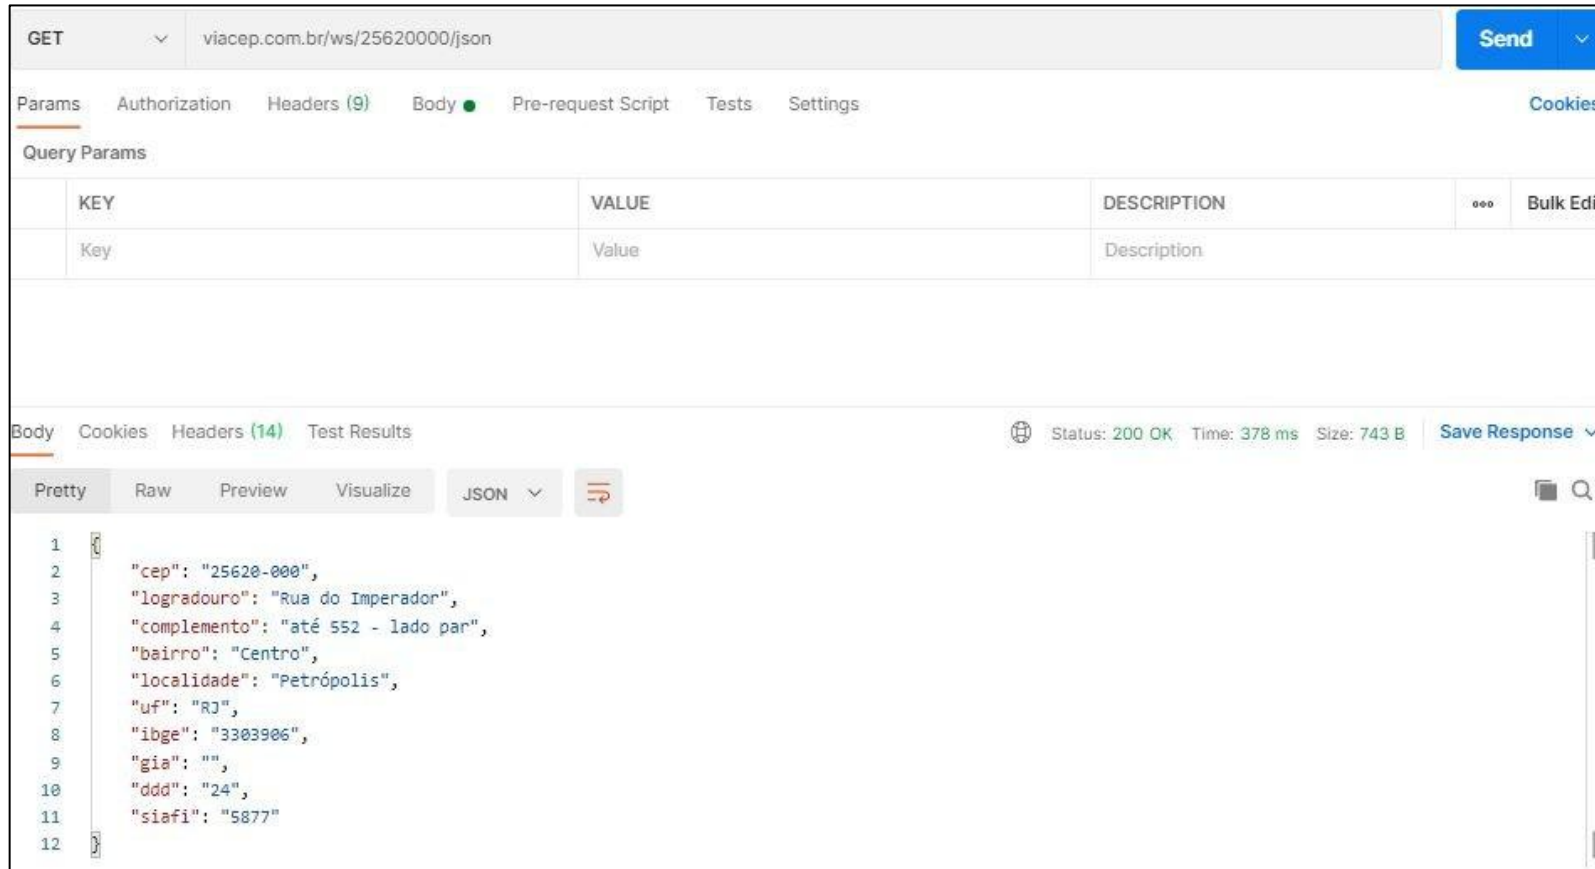 GET viacep.com.br/ws/25620000/json Send
Params Authorization Headers (9) Body Pre-request Script Tests Settings Cookies
Query Params
KEY VALUE DESCRIPTION ooo Bulk Edi
Key Value Description
Body Cookies Headers (14) Test Results Status: 200 OK Time: 378 ms Size: 743 B Save Response
Pretty Raw Preview Visualize JSON
1 {
2 "cep": "25620-000",
3 "logradouro": "Rua do Imperador",
4 "complemento": "até 552 - lado par",
5 "bairro": "Centro",
6 "localidade": "Petrópolis",
7 "uf": "RJ",
8 "ibge": "3303906",
9 "gia": "",
10 "ddd": "24",
11 "siafi": "5877"
12 }